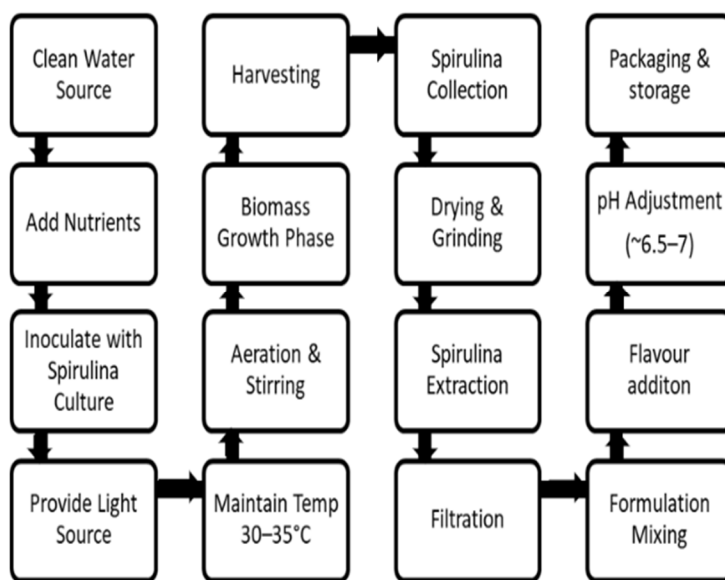 Clean Water
Source
Add Nutrients
Inoculate with
Spirulina
Culture
Provide Light
Source
Maintain Temp
30–35°C
Aeration &
Stirring
Biomass
Growth Phase
Harvesting
Spirulina
Collection
Drying &
Grinding
Spirulina
Extraction
Filtration
Formulation
Mixing
Flavour
additon
pH Adjustment
(~6.5–7)
Packaging &
storage